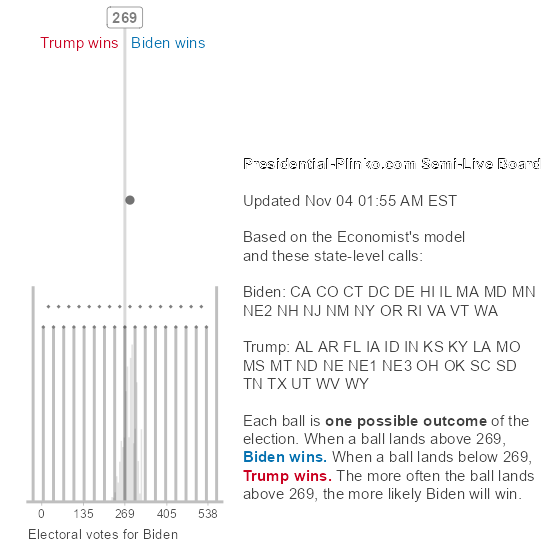 269
Trump wins Biden wins
Presidential-Plinko.com Semi-Live Board
Updated Nov 04 01:55 AM EST
Based on the Economist's model
and these state-level calls:
Biden: CA CO CT DC DE HI IL MA MD MN
NE2 NH NJ NM NY OR RI VA VT WA
Trump: AL AR FL IA ID IN KS KY LA MO
MS MT ND NE NE1 NE3 OH OK SC SD
TN TX UT WV WY
Each ball is one possible outcome of the
election. When a ball lands above 269,
Biden wins. When a ball lands below 269,
Trump wins. The more often the ball lands
above 269, the more likely Biden will win.
0 135 269 405 538
Electoral votes for Biden